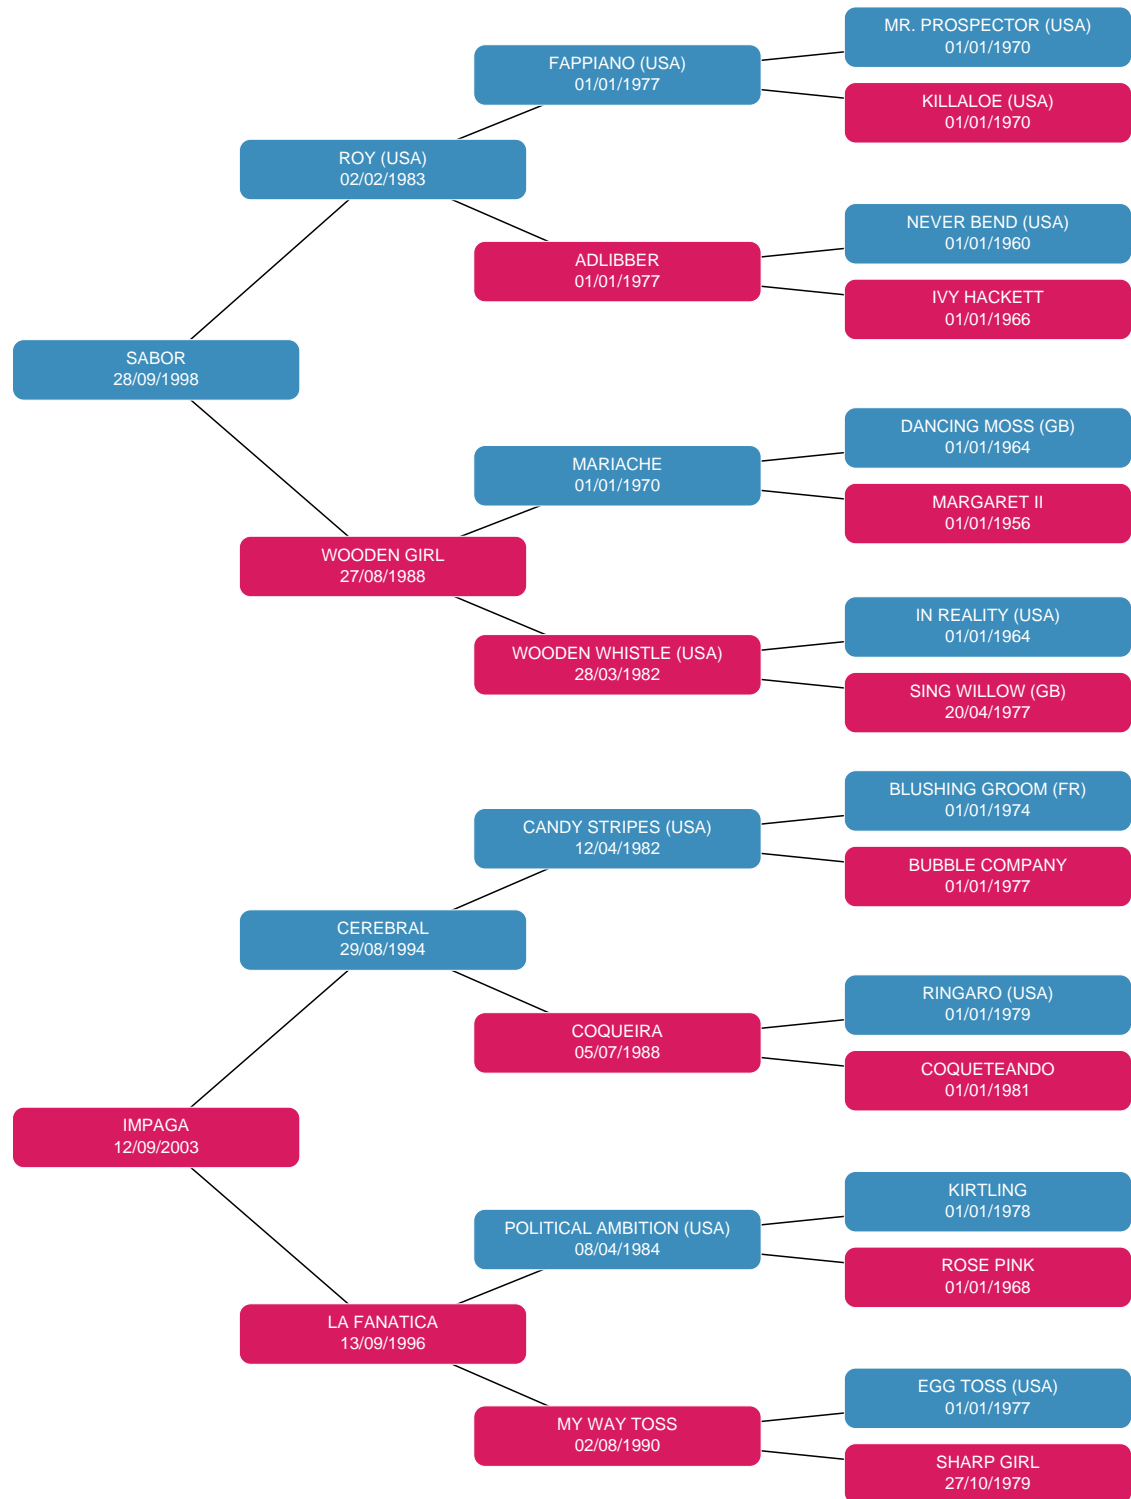 MR. PROSPECTOR (USA)
01/01/1970
FAPPIANO (USA)
01/01/1977
KILLALOE (USA)
01/01/1970
ROY (USA)
02/02/1983
NEVER BEND (USA)
01/01/1960
ADLIBBER
01/01/1977
IVY HACKETT
01/01/1966
SABOR
28/09/1998
DANCING MOSS (GB)
01/01/1964
MARIACHE
01/01/1970
MARGARET II
01/01/1956
WOODEN GIRL
27/08/1988
IN REALITY (USA)
01/01/1964
WOODEN WHISTLE (USA)
28/03/1982
SING WILLOW (GB)
20/04/1977
BLUSHING GROOM (FR)
01/01/1974
CANDY STRIPES (USA)
12/04/1982
BUBBLE COMPANY
01/01/1977
CEREBRAL
29/08/1994
RINGARO (USA)
01/01/1979
COQUEIRA
05/07/1988
COQUETEANDO
01/01/1981
IMPAGA
12/09/2003
KIRTLING
01/01/1978
POLITICAL AMBITION (USA)
08/04/1984
ROSE PINK
01/01/1968
LA FANATICA
13/09/1996
EGG TOSS (USA)
01/01/1977
MY WAY TOSS
02/08/1990
SHARP GIRL
27/10/1979